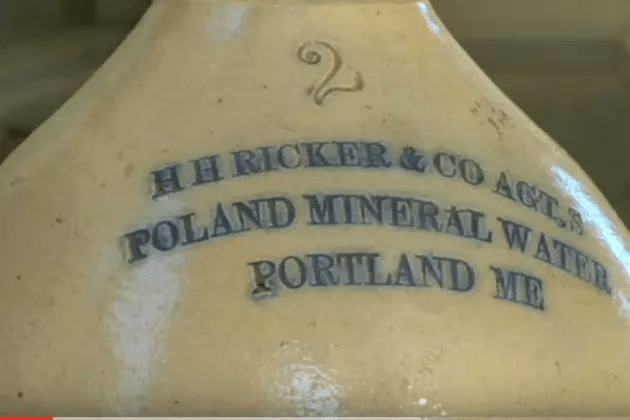 2
H H RICKER & CO AGT,S
POLAND MINERAL WATER
PORTLAND ME